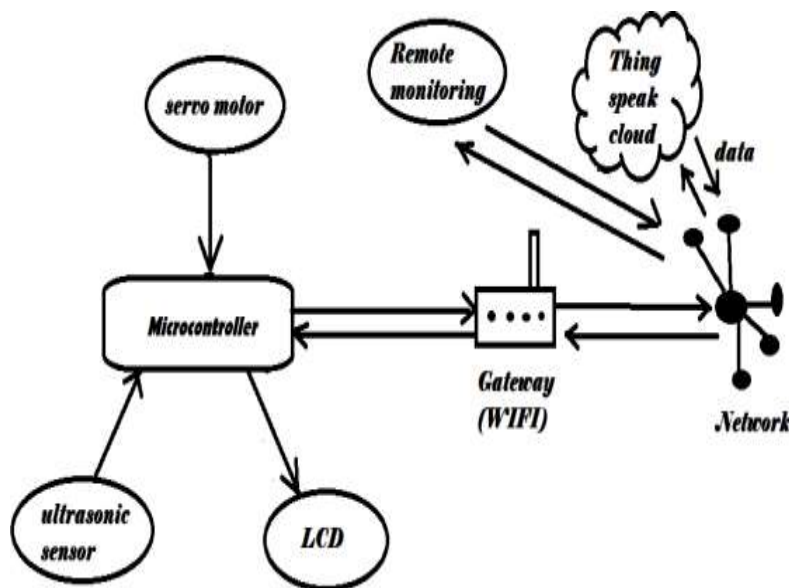 servo motor
Remote
monitoring
Thing
speak
cloud
data
Microcontroller
Gateway
(WIFI)
Network
ultrasonic
sensor
LCD